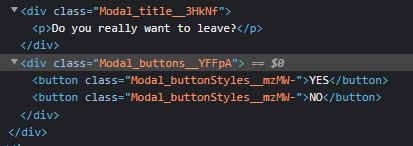 ▼<div class="Modal_title__3HkNf">
<p>Do you really want to leave?</p>
</div>
▼<div class="Modal_buttons__YFFpA"> == $0
<button class="Modal_buttonStyles__mzMW-">YES</button>
<button class="Modal_buttonStyles__mzMW-">NO</button>
</div>
</div>